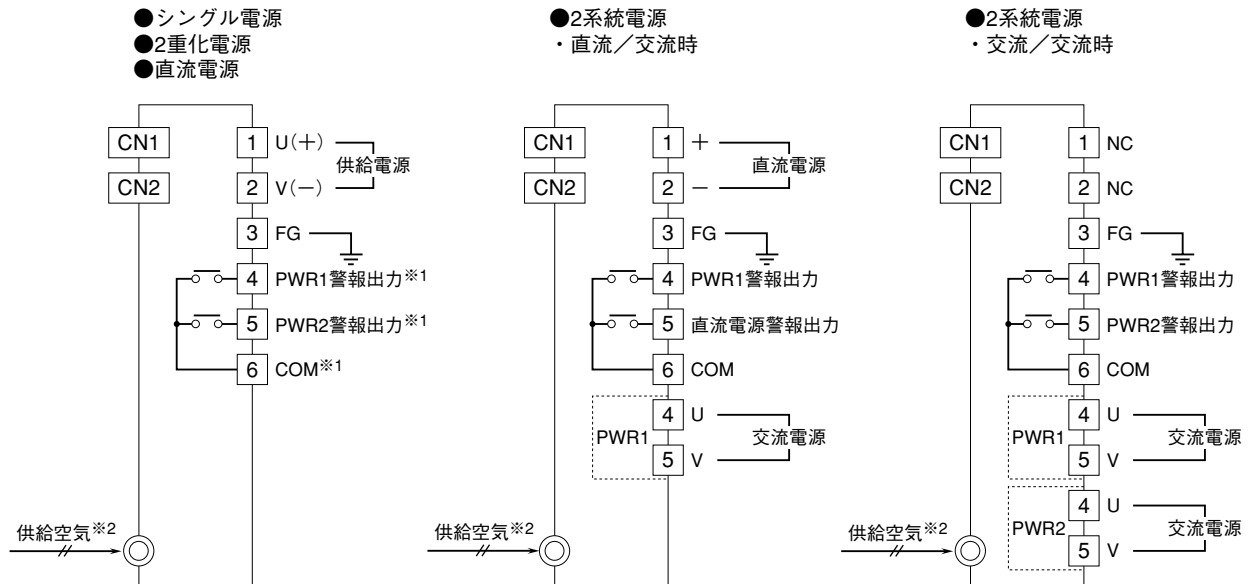 ●シングル電源
●2重化電源
●直流電源
CN1
CN2
1 U(+)
2 V(−)
供給電源
3 FG
4 PWR1警報出力※1
5 PWR2警報出力※1
6 COM※1
供給空気※2
●2系統電源
・直流／交流時
CN1
CN2
1 +
2 −
直流電源
3 FG
4 PWR1警報出力
5 直流電源警報出力
6 COM
PWR1
4 U
5 V
交流電源
供給空気※2
●2系統電源
・交流／交流時
CN1
CN2
1 NC
2 NC
3 FG
4 PWR1警報出力
5 PWR2警報出力
6 COM
PWR1
4 U
5 V
交流電源
PWR2
4 U
5 V
交流電源
供給空気※2